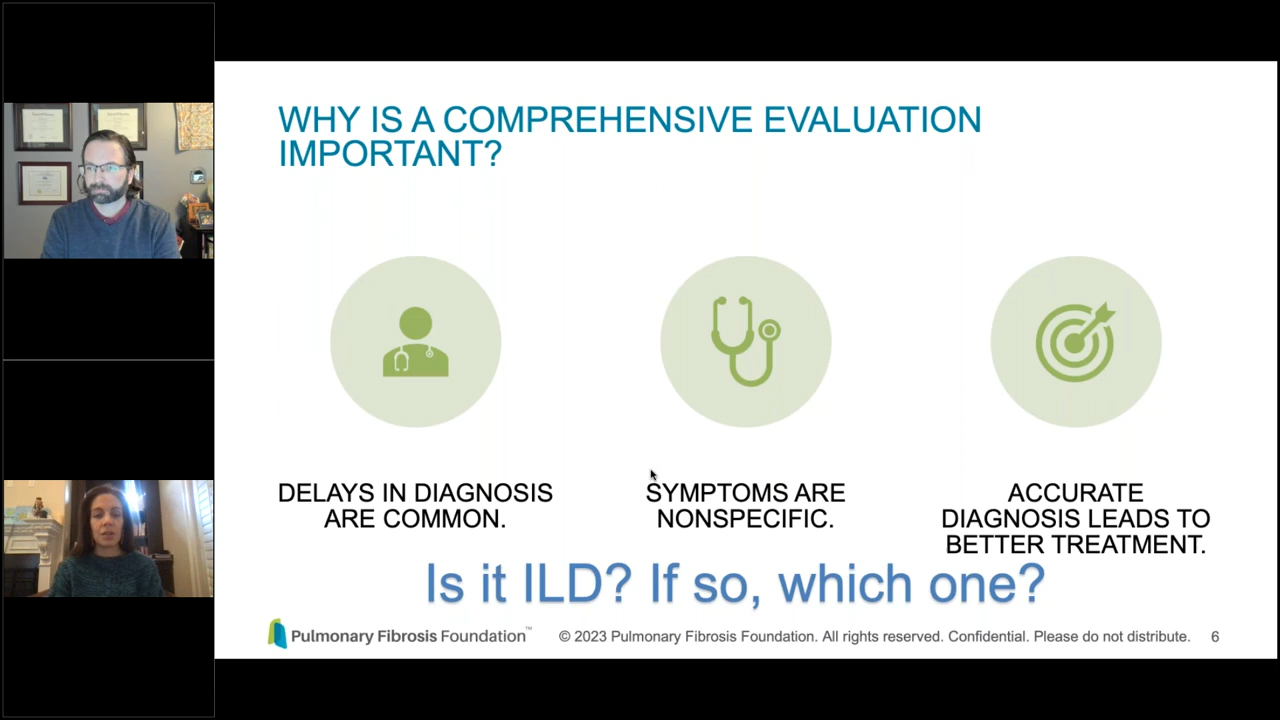 WHY IS A COMPREHENSIVE EVALUATION
IMPORTANT?
DELAYS IN DIAGNOSIS
ARE COMMON.
SYMPTOMS ARE
NONSPECIFIC.
ACCURATE
DIAGNOSIS LEADS TO
BETTER TREATMENT.
Is it ILD? If so, which one?
Pulmonary Fibrosis Foundation™
© 2023 Pulmonary Fibrosis Foundation. All rights reserved. Confidential. Please do not distribute. 6